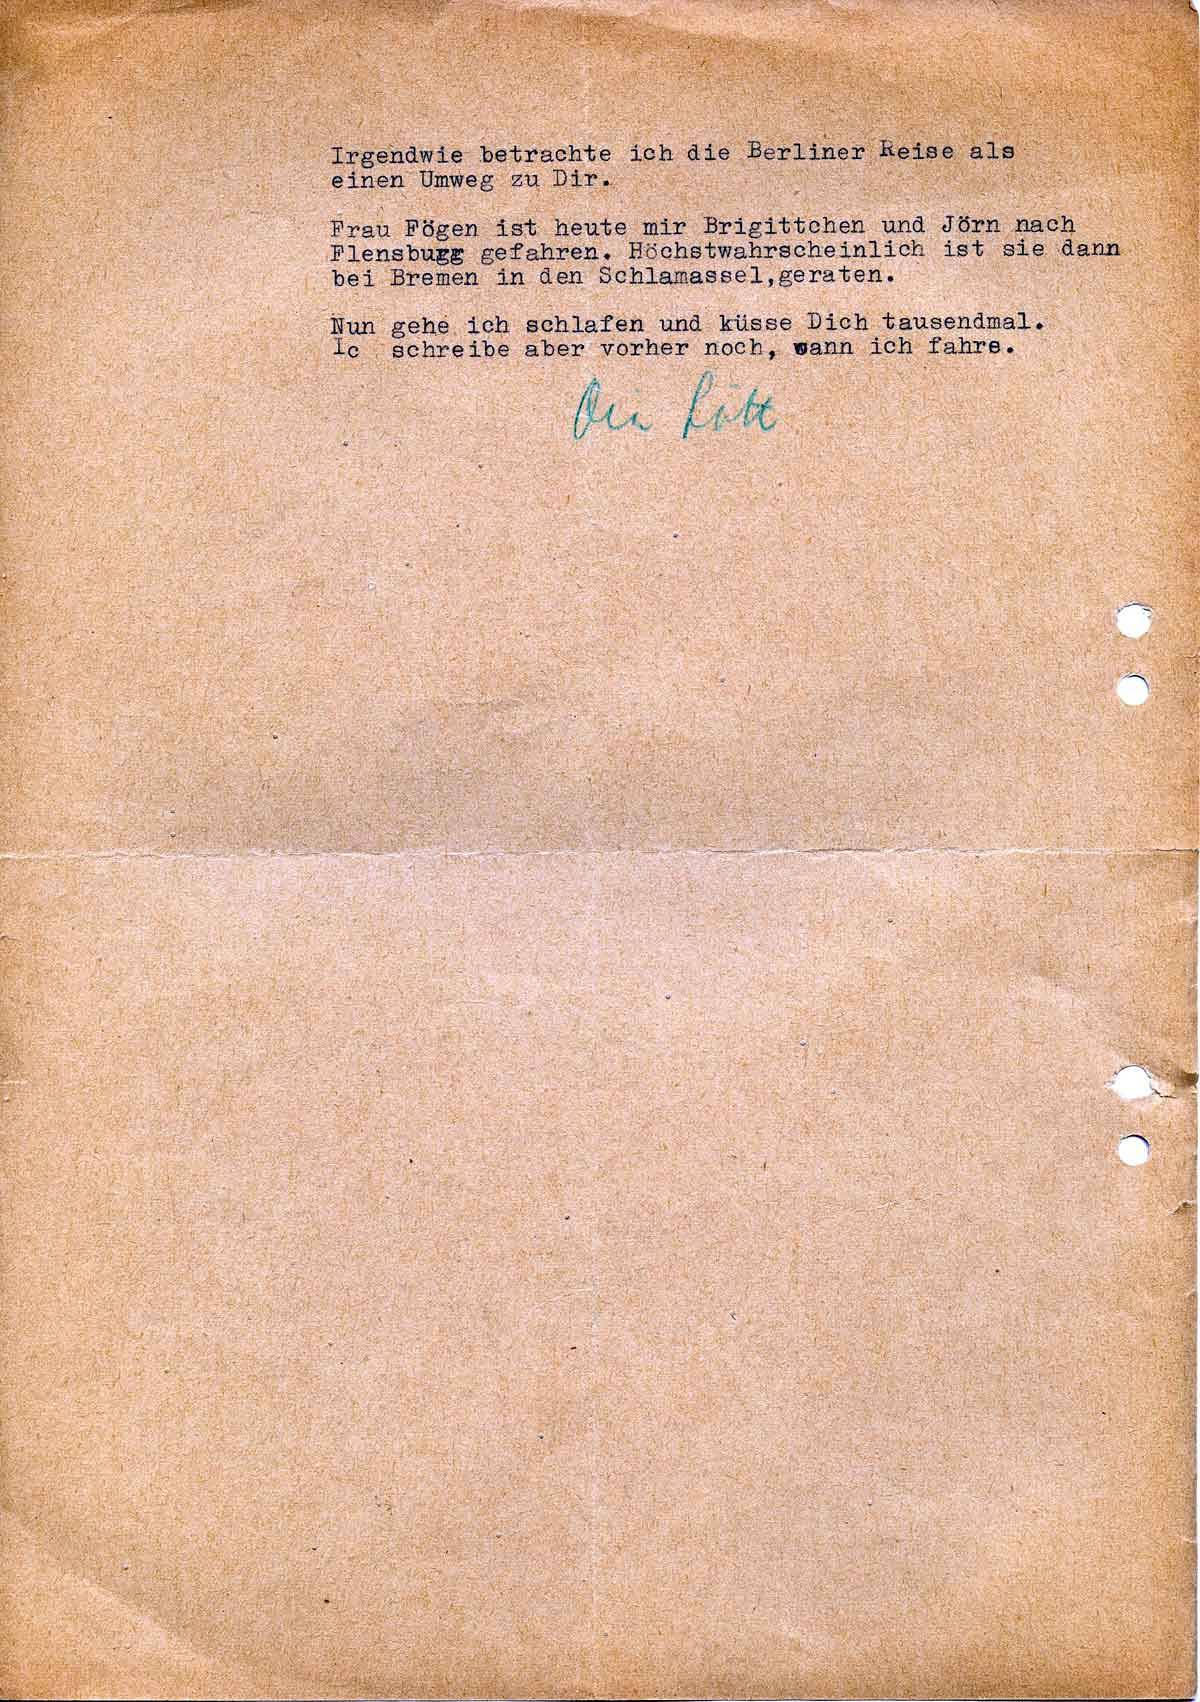 Irgendwie betrachte ich die Berliner Reise als
einen Umweg zu Dir.
Frau Fögen ist heute mir Brigittchen und Jörn nach
Flensburg gefahren. Höchstwahrscheinlich ist sie dann
bei Bremen in den Schlamassel,geraten.
Nun gehe ich schlafen und küsse Dich tausendmal.
Ic schreibe aber vorher noch, wann ich fahre.
Dein